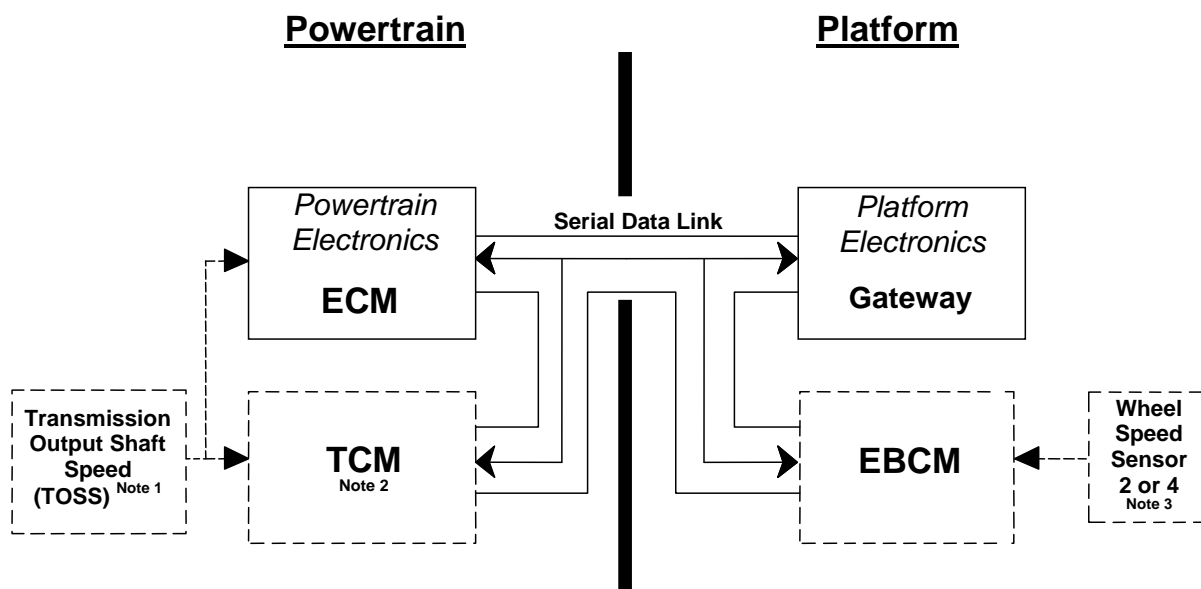 Powertrain
Platform
Powertrain
Electronics
ECM
Serial Data Link
Platform
Electronics
Gateway
Transmission
Output Shaft
Speed
(TOSS) Note 1
TCM
Note 2
EBCM
Wheel
Speed
Sensor
2 or 4
Note 3